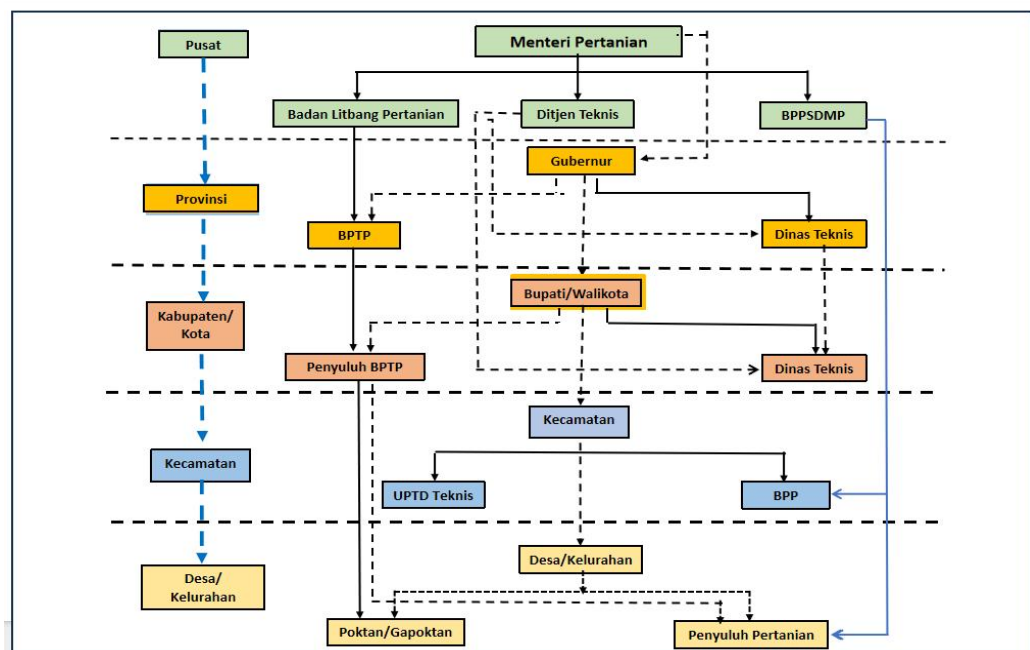 Pusat
Menteri Pertanian
Badan Litbang Pertanian
Ditjen Teknis
BPPSDMP
Gubernur
Provinsi
BPTP
Dinas Teknis
Bupati/Walikota
Kabupaten/
Kota
Penyuluh BPTP
Dinas Teknis
Kecamatan
Kecamatan
UPTD Teknis
BPP
Desa/Kelurahan
Desa/
Kelurahan
Poktan/Gapoktan
Penyuluh Pertanian